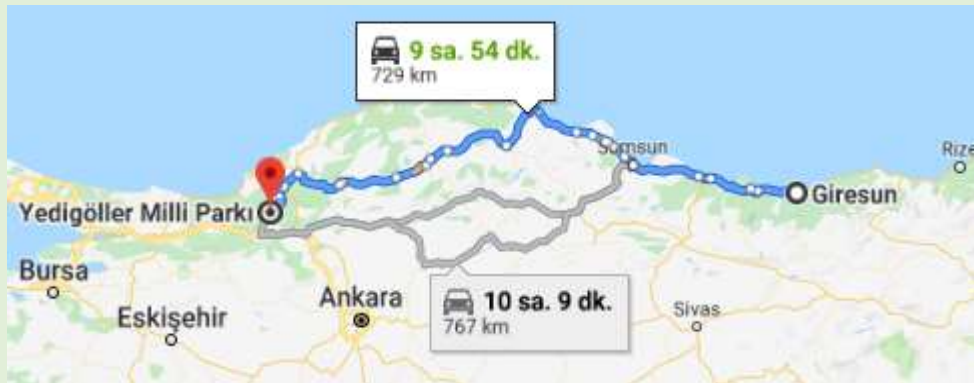 9 sa. 54 dk.
729 km
Samsun
Rize
Giresun
Yedigöller Milli Parkı
Bursa
Ankara
10 sa. 9 dk.
767 km
Sivas
Eskişehir